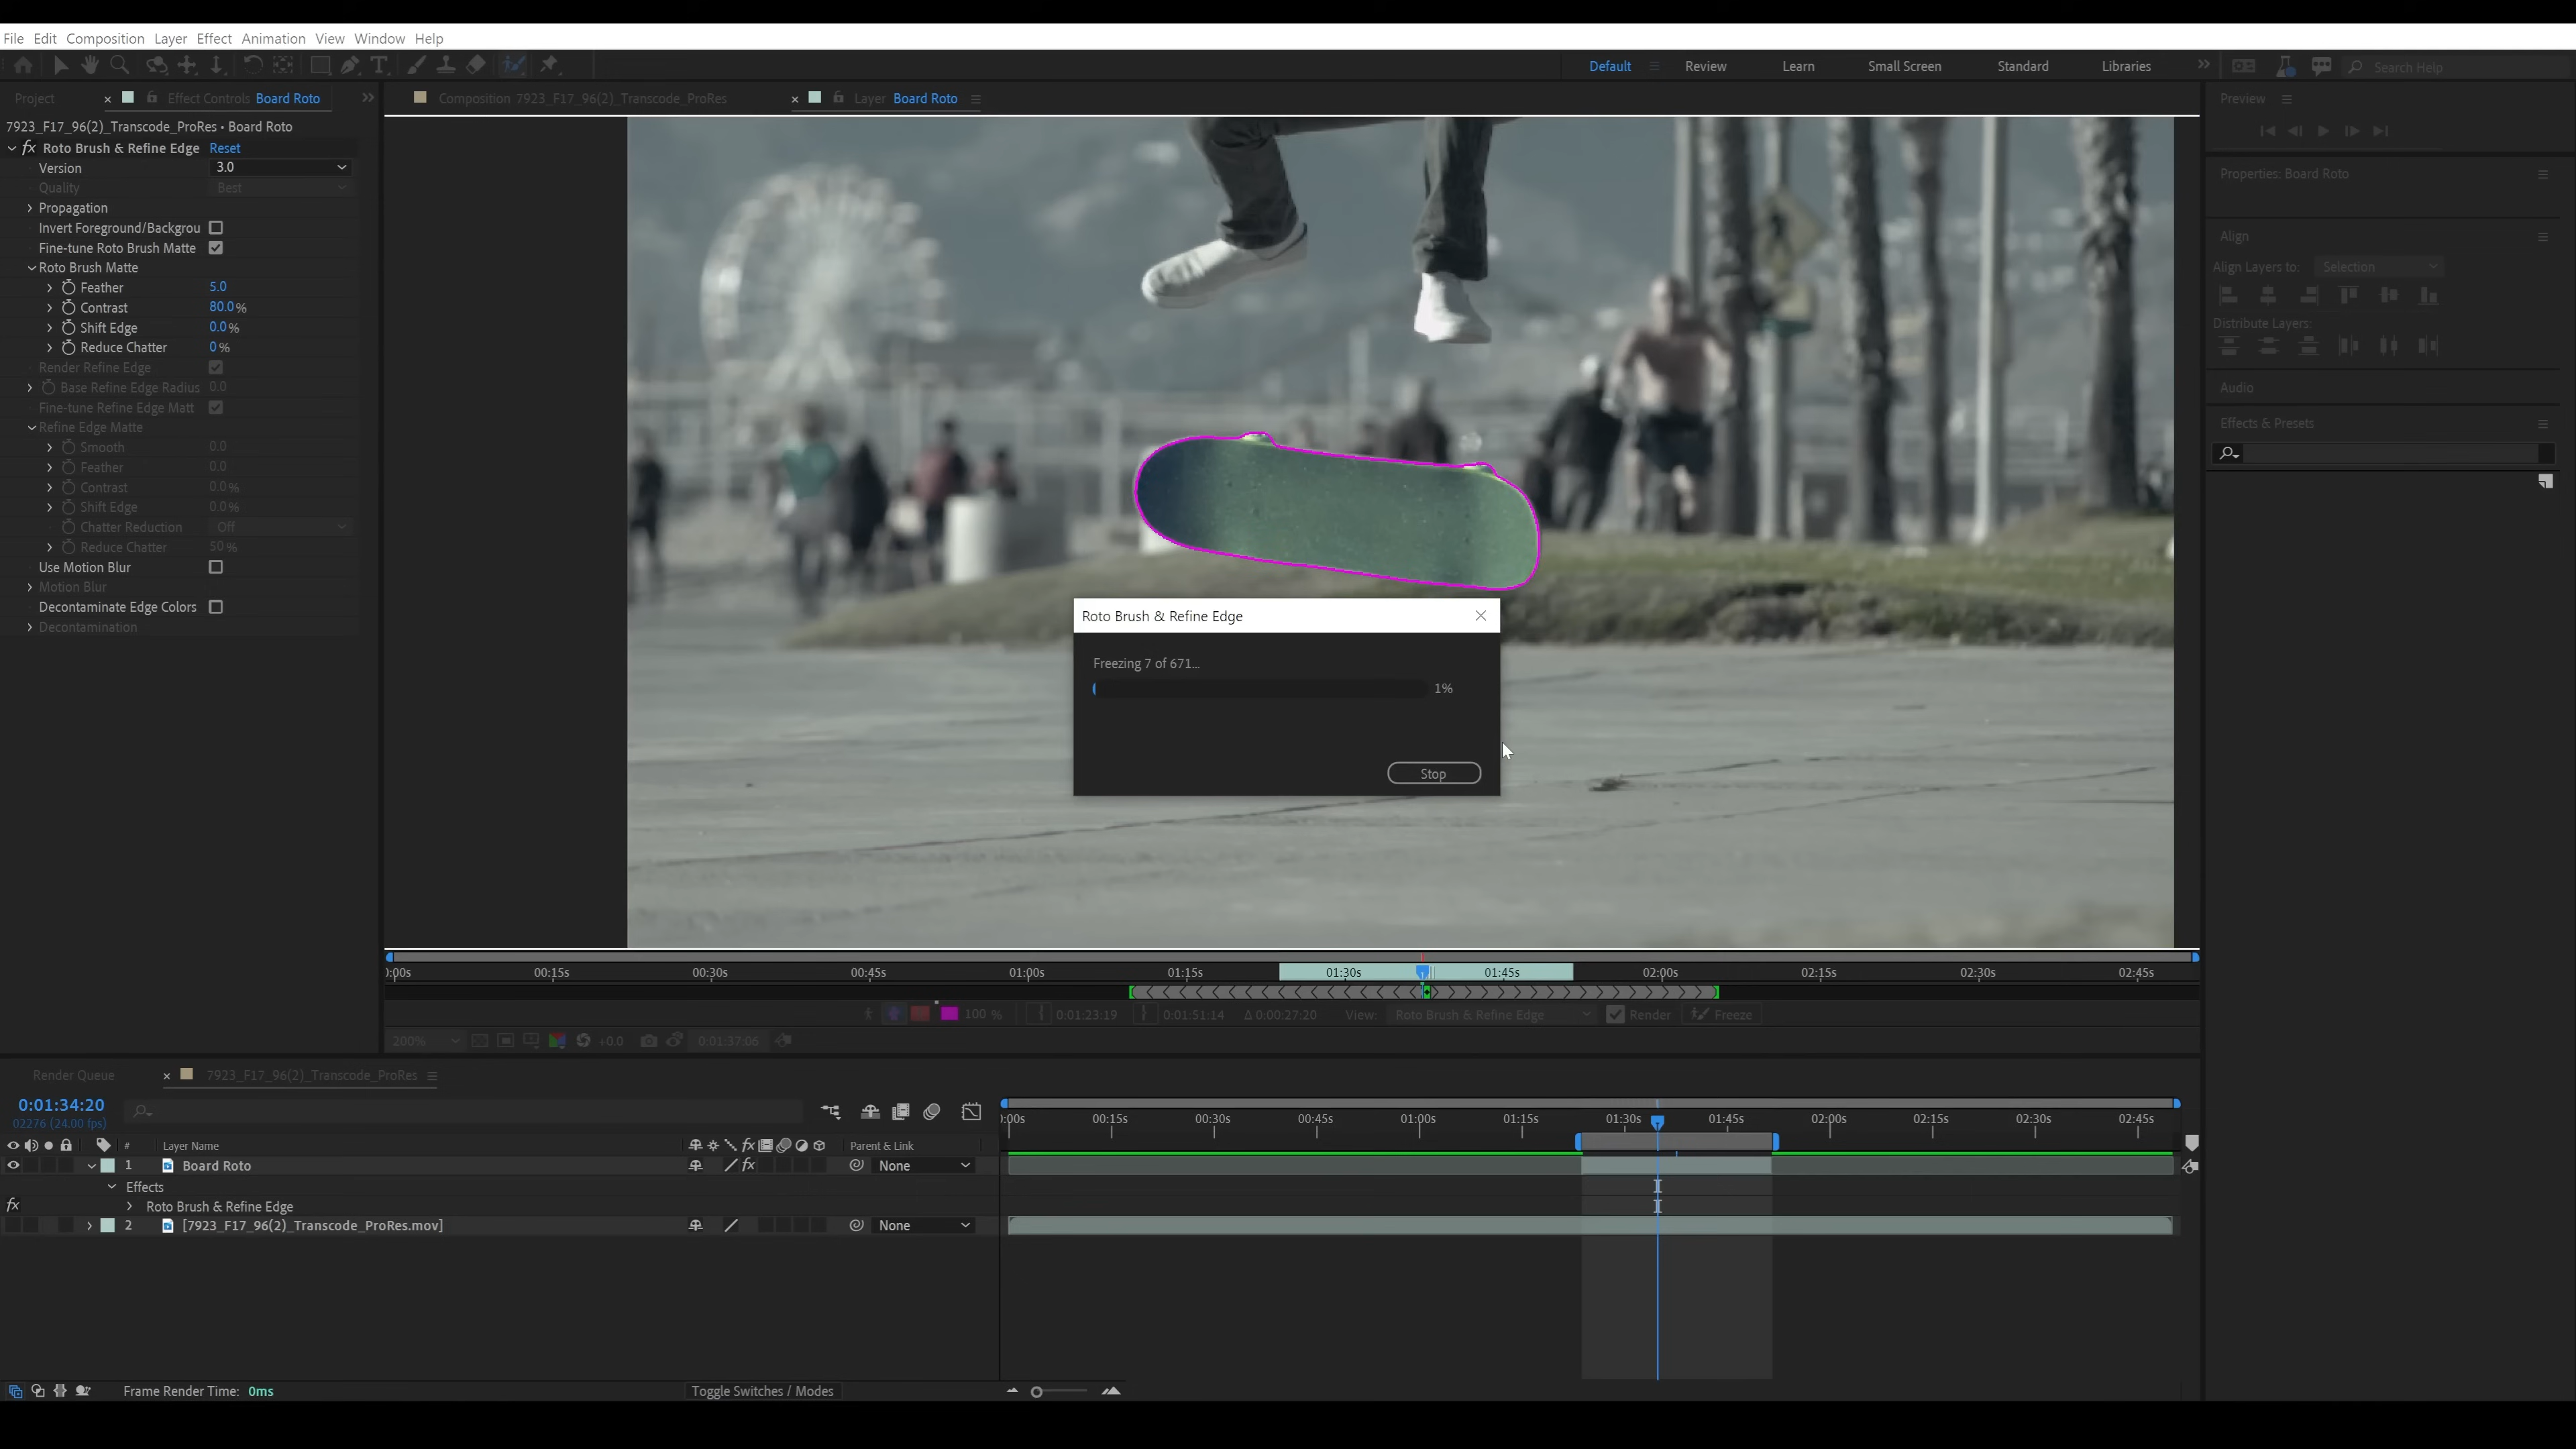 File Edit Composition Layer Effect Animation View Window Help
Default Review Learn Small Screen Standard Libraries Search Help
Project Effect Controls Board Roto
Composition 7923_F17_96(2)_Transcode_ProRes Layer Board Roto
Preview
7923_F17_96(2)_Transcode_ProRes • Board Roto
fx Roto Brush & Refine Edge Reset
Version 3.0
Quality Best
Propagation
Invert Foreground/Backgrou
Fine-tune Roto Brush Matte
Roto Brush Matte
Feather 5.0
Contrast 80.0%
Shift Edge 0.0%
Reduce Chatter 0%
Render Refine Edge
Base Refine Edge Radius 0.0
Fine-tune Refine Edge Matt
Refine Edge Matte
Smooth 0.0
Feather 0.0
Contrast 0.0%
Shift Edge 0.0%
Chatter Reduction Off
Reduce Chatter 50%
Use Motion Blur
Motion Blur
Decontaminate Edge Colors
Decontamination
Properties: Board Roto
Align
Align Layers to: Selection
Distribute Layers:
Audio
Effects & Presets
Roto Brush & Refine Edge
Freezing 7 of 671...
1%
Stop
):00s 00:15s 00:30s 00:45s 01:00s 01:15s 01:30s 01:45s 02:00s 02:15s 02:30s 02:45s
100 % 0:01:23:19 0:01:51:14 Δ 0:00:27:20 View: Roto Brush & Refine Edge Render Freeze
200% +0.0 0:01:37:06
Render Queue 7923_F17_96(2)_Transcode_ProRes
0:01:34:20
02276 (24.00 fps)
):00s 00:15s 00:30s 00:45s 01:00s 01:15s 01:30s 01:45s 02:00s 02:15s 02:30s 02:45s
# Layer Name fx Parent & Link
1 Board Roto fx None
Effects
fx Roto Brush & Refine Edge
2 [7923_F17_96(2)_Transcode_ProRes.mov] None
Frame Render Time: 0ms Toggle Switches / Modes